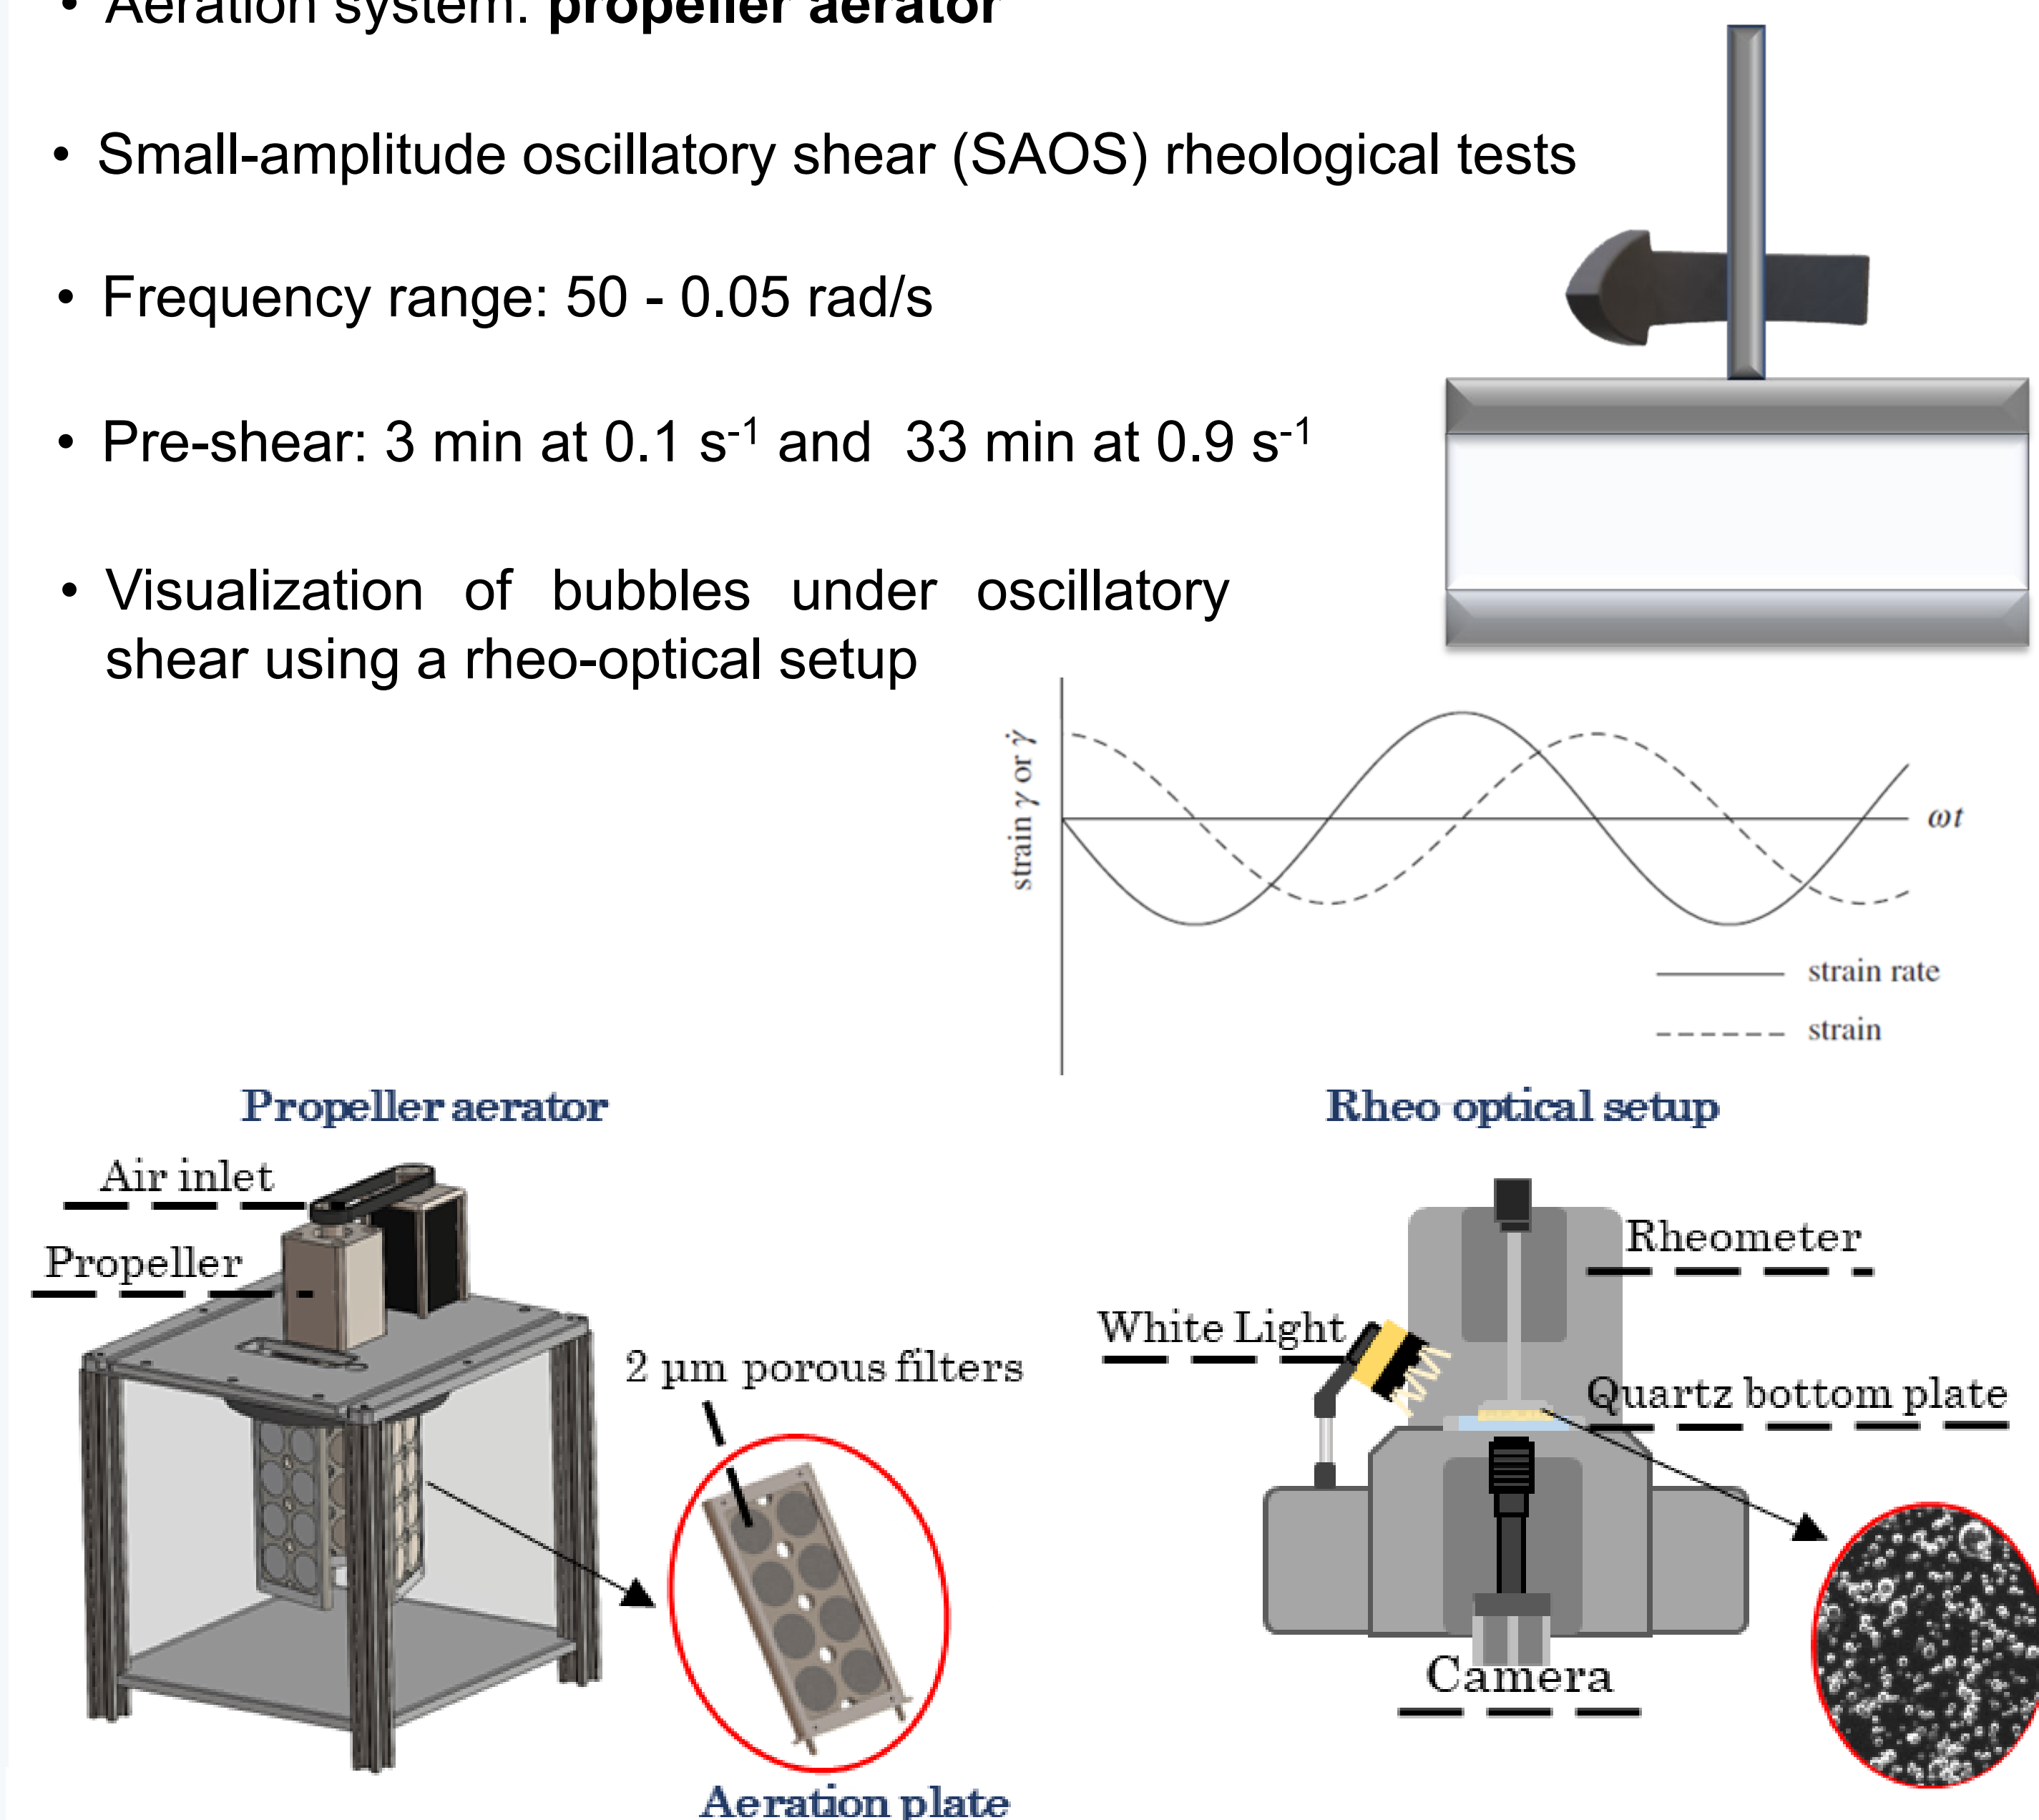 • Aeration system: propeller aerator
• Small-amplitude oscillatory shear (SAOS) rheological tests
• Frequency range: 50 - 0.05 rad/s
• Pre-shear: 3 min at 0.1 s⁻¹ and 33 min at 0.9 s⁻¹
• Visualization of bubbles under oscillatory
shear using a rheo-optical setup
strain γ or γ̇
ωt
strain rate
strain
Propeller aerator
Air inlet
Propeller
2 µm porous filters
Aeration plate
Rheo optical setup
Rheometer
White Light
Quartz bottom plate
Camera